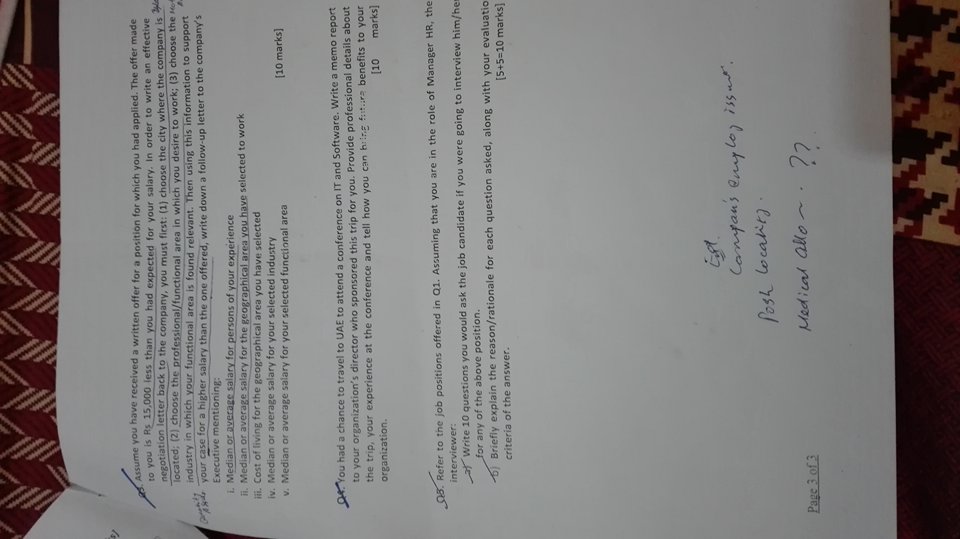 Q3. Assume you have received a written offer for a position for which you had applied. The offer made
to you is Rs 15,000 less than you had expected for your salary. In order to write an effective
negotiation letter back to the company, you must first: (1) choose the city where the company is
located; (2) choose the professional/functional area in which you desire to work; (3) choose the
industry in which your functional area is found relevant. Then using this information to support
your case for a higher salary than the one offered, write down a follow-up letter to the company's
Executive mentioning:
i. Median or average salary for persons of your experience
ii. Median or average salary for the geographical area you have selected to work
iii. Cost of living for the geographical area you have selected
iv. Median or average salary for your selected industry
v. Median or average salary for your selected functional area
[10 marks]
Q4. You had a chance to travel to UAE to attend a conference on IT and Software. Write a memo report
to your organization's director who sponsored this trip for you. Provide professional details about
the trip, your experience at the conference and tell how you can bring future benefits to your
organization. [10 marks]
Q5. Refer to the job positions offered in Q1. Assuming that you are in the role of Manager HR, the
interviewer:
a) Write 10 questions you would ask the job candidate if you were going to interview him/he
for any of the above position.
b) Briefly explain the reason/rationale for each question asked, along with your evaluatio
criteria of the answer. [5+5=10 marks]
Posh locality.
Medical ??
Page 3 of 3